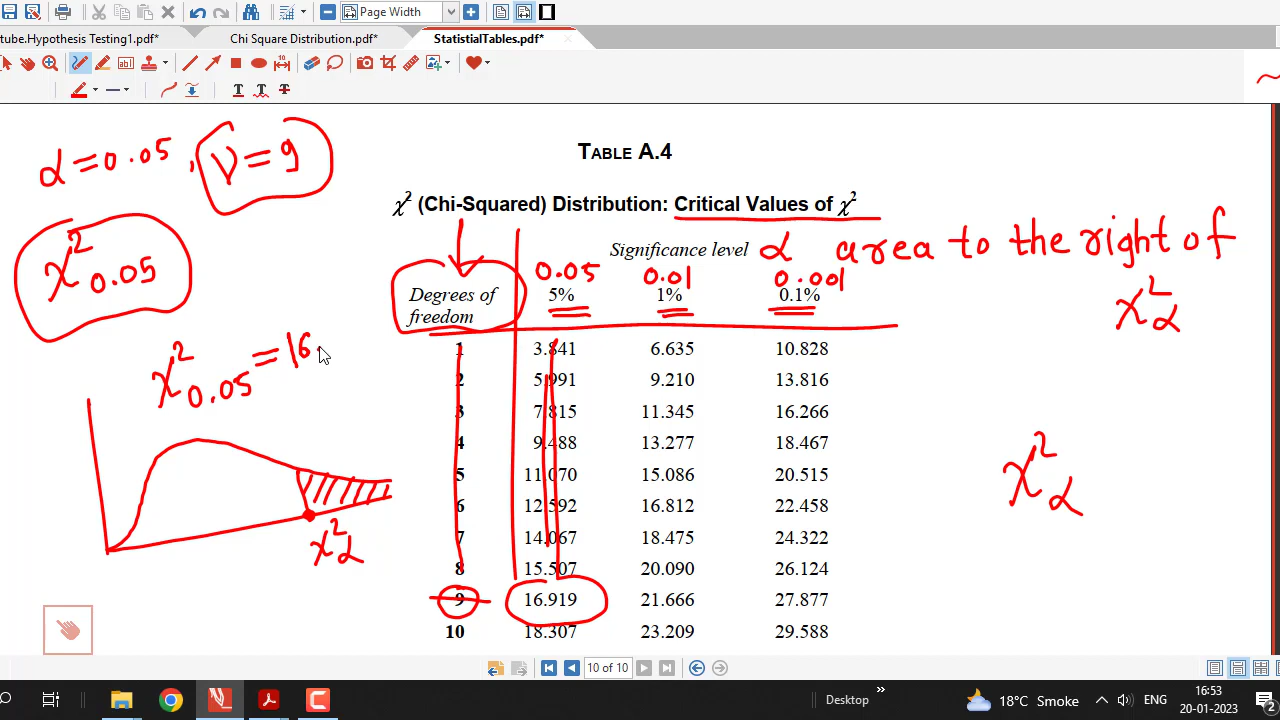 Page Width
tube.Hypothesis Testing1.pdf*
Chi Square Distribution.pdf*
StatistialTables.pdf*
α = 0.05, ν = 9
TABLE A.4
χ² (Chi-Squared) Distribution: Critical Values of χ²
χ²0.05
Significance level α area to the right of χ²α
0.05 0.01 0.001
Degrees of freedom 5% 1% 0.1%
χ²0.05 = 16.
1 3.841 6.635 10.828
2 5.991 9.210 13.816
3 7.815 11.345 16.266
4 9.488 13.277 18.467
5 11.070 15.086 20.515
6 12.592 16.812 22.458
7 14.067 18.475 24.322
8 15.507 20.090 26.124
9 16.919 21.666 27.877
10 18.307 23.209 29.588
χ²α
χ²α
10 of 10
Desktop
18°C Smoke
ENG
16:53
20-01-2023
2